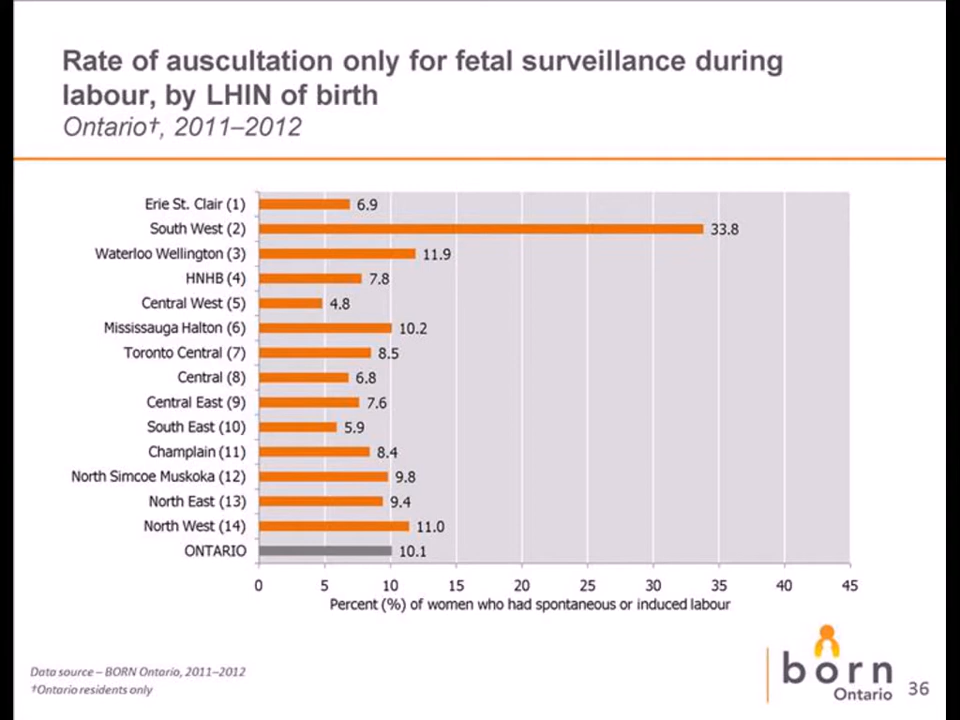 Rate of auscultation only for fetal surveillance during
labour, by LHIN of birth
Ontario†, 2011–2012
Erie St. Clair (1) 6.9
South West (2) 33.8
Waterloo Wellington (3) 11.9
HNHB (4) 7.8
Central West (5) 4.8
Mississauga Halton (6) 10.2
Toronto Central (7) 8.5
Central (8) 6.8
Central East (9) 7.6
South East (10) 5.9
Champlain (11) 8.4
North Simcoe Muskoka (12) 9.8
North East (13) 9.4
North West (14) 11.0
ONTARIO 10.1
0 5 10 15 20 25 30 35 40 45
Percent (%) of women who had spontaneous or induced labour
Data source – BORN Ontario, 2011–2012
†Ontario residents only
born
Ontario
36